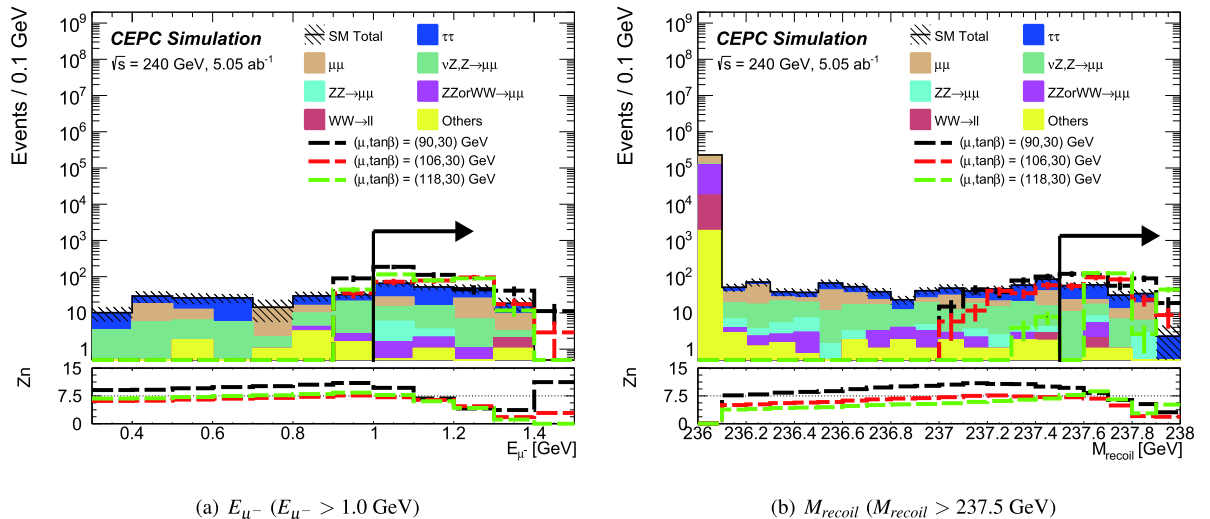 Events / 0.1 GeV
10⁹
10⁸
10⁷
10⁶
10⁵
10⁴
10³
10²
10
1
CEPC Simulation
√s = 240 GeV, 5.05 ab⁻¹
SM Total
ττ
μμ
νZ,Z→μμ
ZZ→μμ
ZZorWW→μμ
WW→ll
Others
(μ,tanβ) = (90,30) GeV
(μ,tanβ) = (106,30) GeV
(μ,tanβ) = (118,30) GeV
Zn
15
7.5
0
0.4 0.6 0.8 1 1.2 1.4
E_μ⁻ [GeV]
(a) E_μ⁻ (E_μ⁻ > 1.0 GeV)
Events / 0.1 GeV
10⁹
10⁸
10⁷
10⁶
10⁵
10⁴
10³
10²
10
1
CEPC Simulation
√s = 240 GeV, 5.05 ab⁻¹
SM Total
ττ
μμ
νZ,Z→μμ
ZZ→μμ
ZZorWW→μμ
WW→ll
Others
(μ,tanβ) = (90,30) GeV
(μ,tanβ) = (106,30) GeV
(μ,tanβ) = (118,30) GeV
Zn
15
7.5
0
236 236.2 236.4 236.6 236.8 237 237.2 237.4 237.6 237.8 238
M_recoil [GeV]
(b) M_recoil (M_recoil > 237.5 GeV)